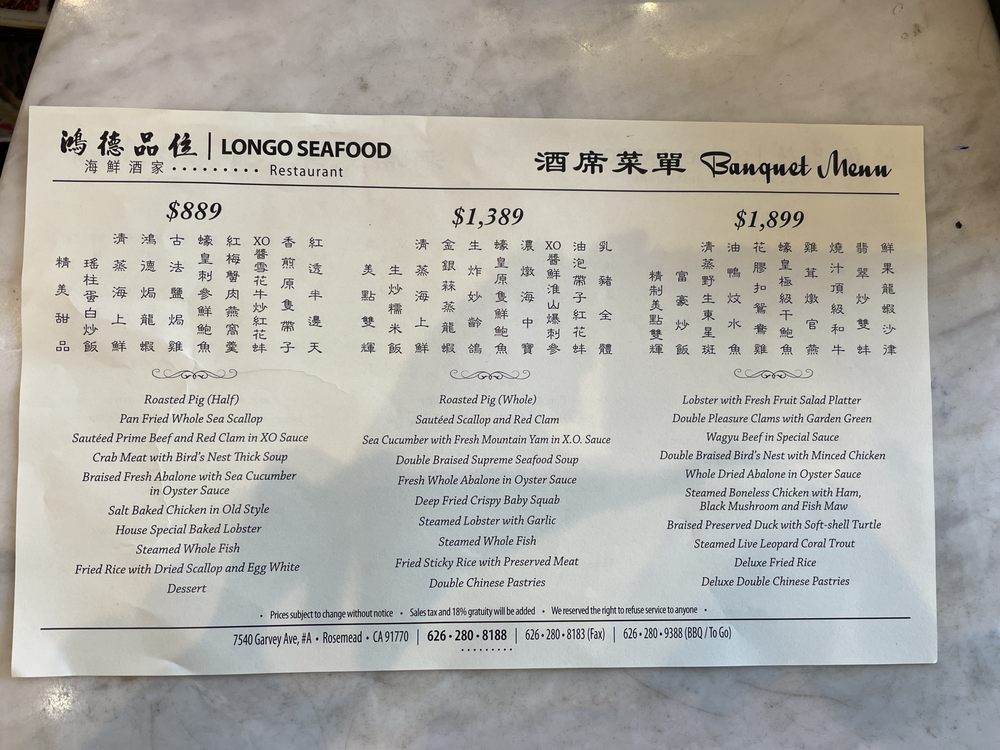 鴻德品位 | LONGO SEAFOOD
海鮮酒家 ········· Restaurant
酒席菜單 Banquet Menu
$889
紅透半邊天
香煎原隻帶子
XO醬雪花牛炒紅花蚌
紅梅蟹肉燕窩羹
蠔皇刺參鮮鮑魚
古法鹽焗雞
鴻德焗龍蝦
清蒸海上鮮
瑤柱蛋白炒飯
精美甜品
Roasted Pig (Half)
Pan Fried Whole Sea Scallop
Sautéed Prime Beef and Red Clam in XO Sauce
Crab Meat with Bird's Nest Thick Soup
Braised Fresh Abalone with Sea Cucumber
in Oyster Sauce
Salt Baked Chicken in Old Style
House Special Baked Lobster
Steamed Whole Fish
Fried Rice with Dried Scallop and Egg White
Dessert
$1,389
乳豬全體
油泡帶子紅花蚌
XO醬淮山爆刺參
濃燉海中寶
蠔皇原隻鮮鮑魚
生炸妙齡鴿
金銀蒜蒸龍蝦
清蒸海上鮮
生炒糯米飯
美點雙輝
Roasted Pig (Whole)
Sautéed Scallop and Red Clam
Sea Cucumber with Fresh Mountain Yam in X.O. Sauce
Double Braised Supreme Seafood Soup
Fresh Whole Abalone in Oyster Sauce
Deep Fried Crispy Baby Squab
Steamed Lobster with Garlic
Steamed Whole Fish
Fried Sticky Rice with Preserved Meat
Double Chinese Pastries
$1,899
鮮果龍蝦沙津
翡翠炒雙蚌
燒汁頂級和牛
雞茸燉官燕
蠔皇極級干鮑魚
花膠扣鴛鴦雞
油鴨炆水魚
清蒸野生東星斑
富豪炒飯
精制美點雙輝
Lobster with Fresh Fruit Salad Platter
Double Pleasure Clams with Garden Green
Wagyu Beef in Special Sauce
Double Braised Bird's Nest with Minced Chicken
Whole Dried Abalone in Oyster Sauce
Steamed Boneless Chicken with Ham,
Black Mushroom and Fish Maw
Braised Preserved Duck with Soft-shell Turtle
Steamed Live Leopard Coral Trout
Deluxe Fried Rice
Deluxe Double Chinese Pastries
• Prices subject to change without notice • Sales tax and 18% gratuity will be added • We reserved the right to refuse service to anyone •
7540 Garvey Ave, #A • Rosemead • CA 91770 | 626•280•8188 | 626•280•8183 (Fax) | 626•280•9388 (BBQ / To Go)